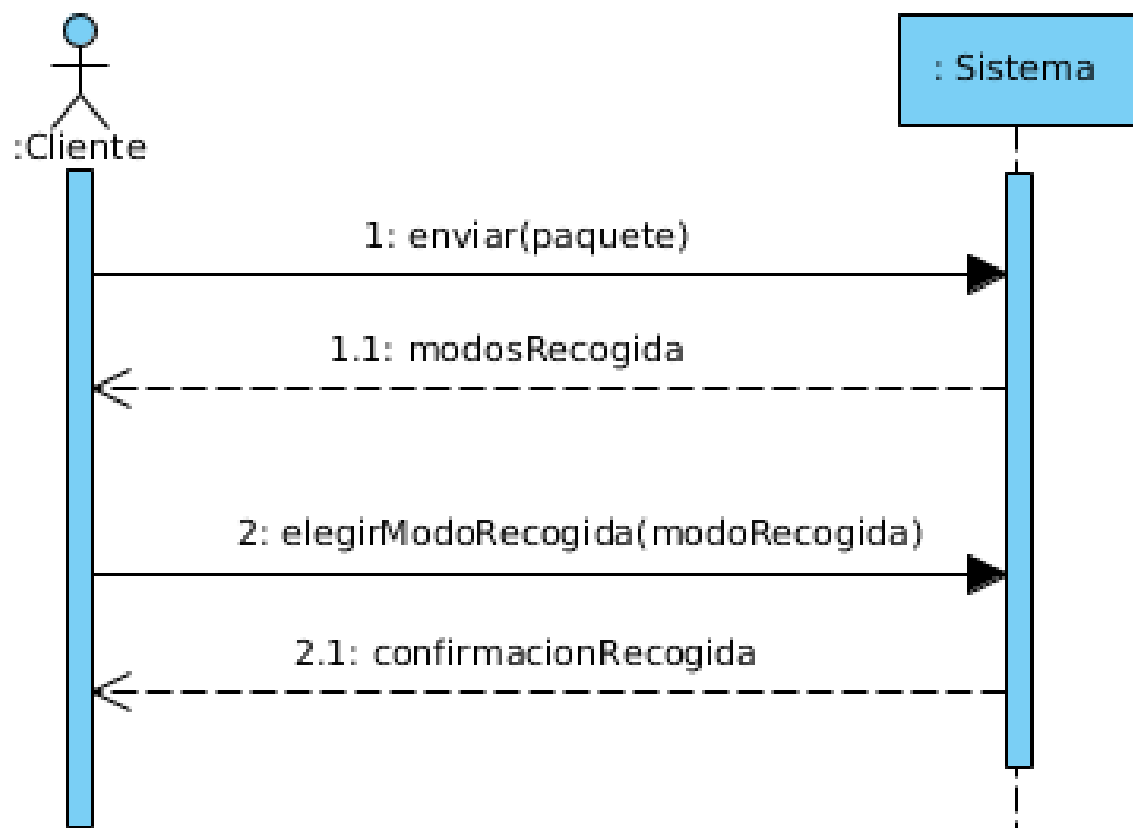 : Sistema
:Cliente
1: enviar(paquete)
1.1: modosRecogida
2: elegirModoRecogida(modoRecogida)
2.1: confirmacionRecogida